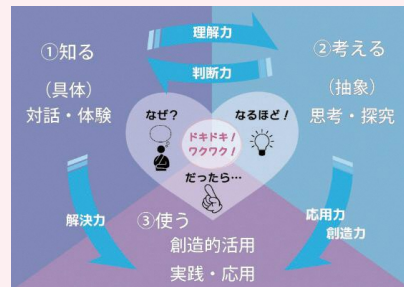 ①知る
(具体)
対話・体験
理解力
判断力
②考える
(抽象)
思考・探究
なぜ?
なるほど!
ドキドキ!
ワクワク!
だったら…
解決力
応用力
創造力
③使う
創造的活用
実践・応用